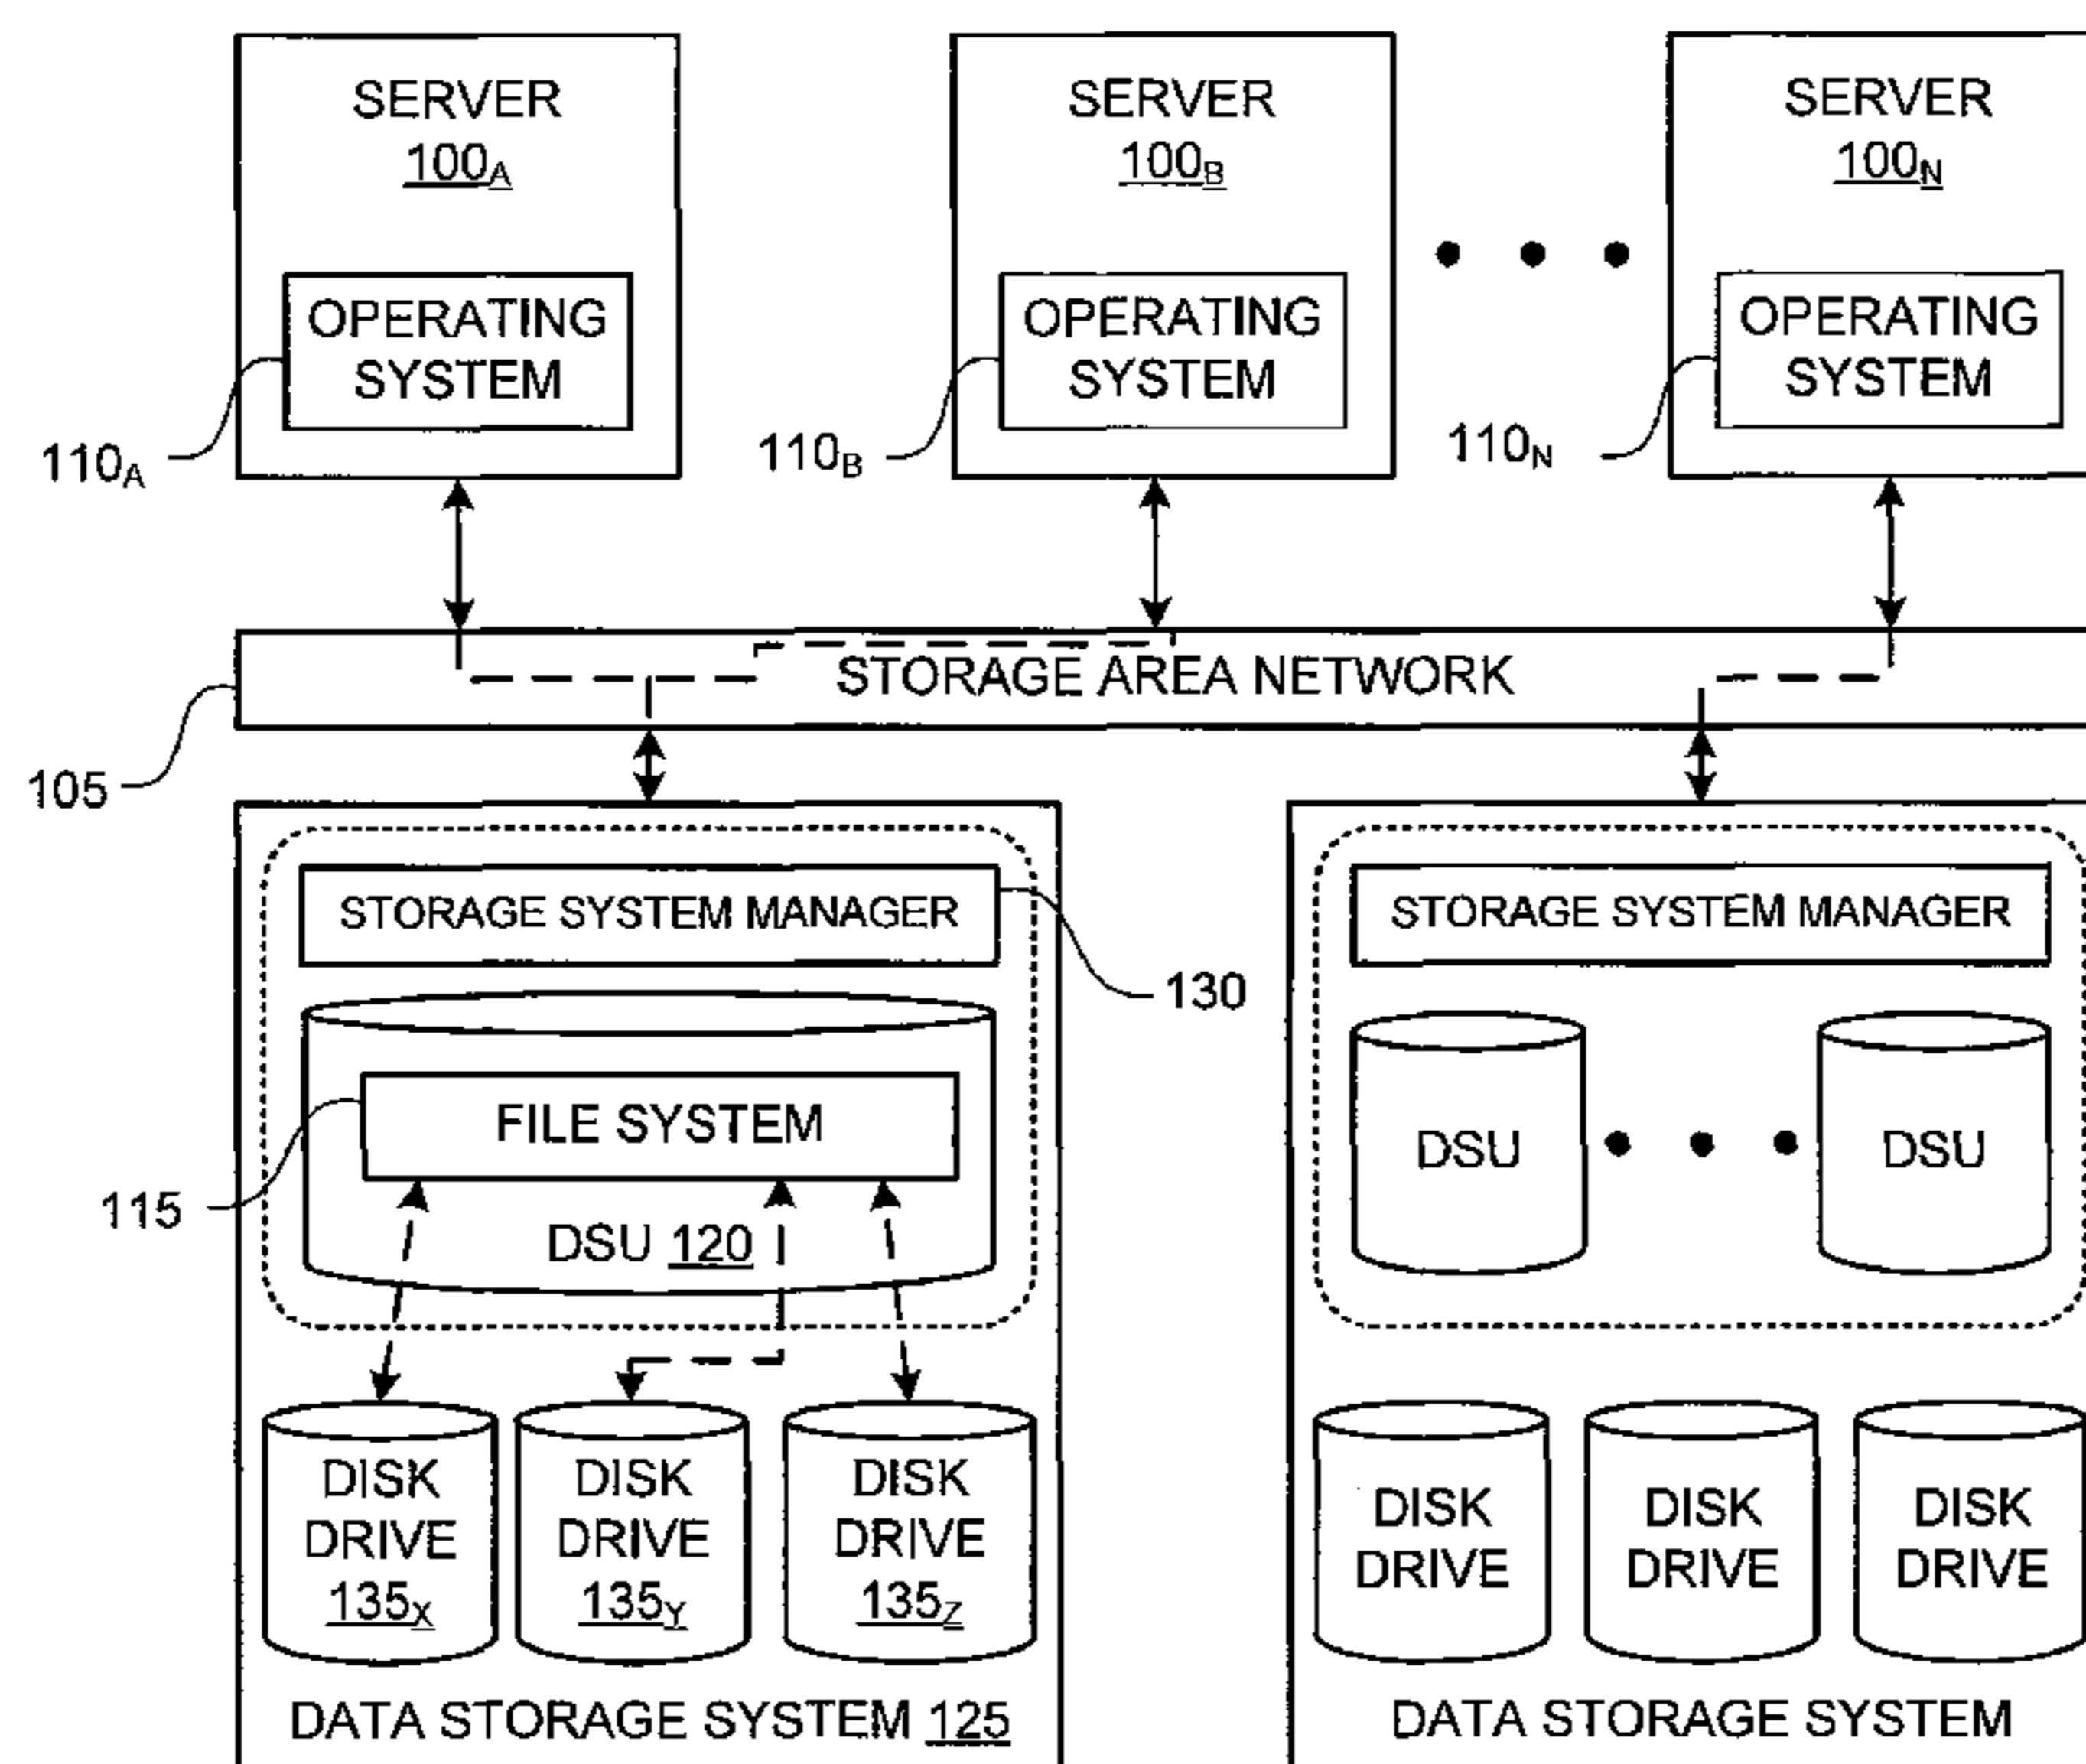 SERVER
100A
OPERATING
SYSTEM
110A
SERVER
100B
OPERATING
SYSTEM
110B
SERVER
100N
OPERATING
SYSTEM
110N
STORAGE AREA NETWORK
105
STORAGE SYSTEM MANAGER
130
FILE SYSTEM
115
DSU 120
DISK
DRIVE
135X
DISK
DRIVE
135Y
DISK
DRIVE
135Z
DATA STORAGE SYSTEM 125
STORAGE SYSTEM MANAGER
DSU
DSU
DISK
DRIVE
DISK
DRIVE
DISK
DRIVE
DATA STORAGE SYSTEM